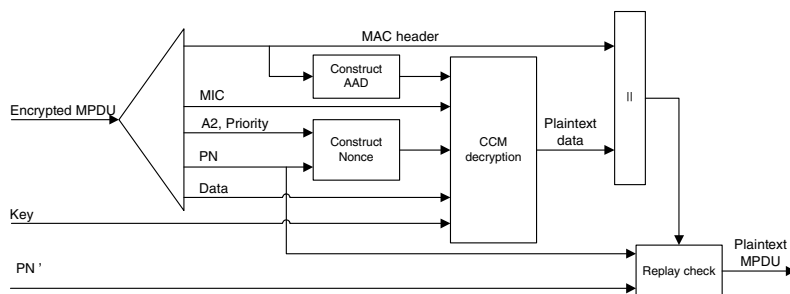 MAC header
Construct
AAD
Encrypted MPDU
MIC
A2, Priority
Construct
Nonce
CCM
decryption
Plaintext
data
||
PN
Data
Key
PN '
Replay check
Plaintext
MPDU